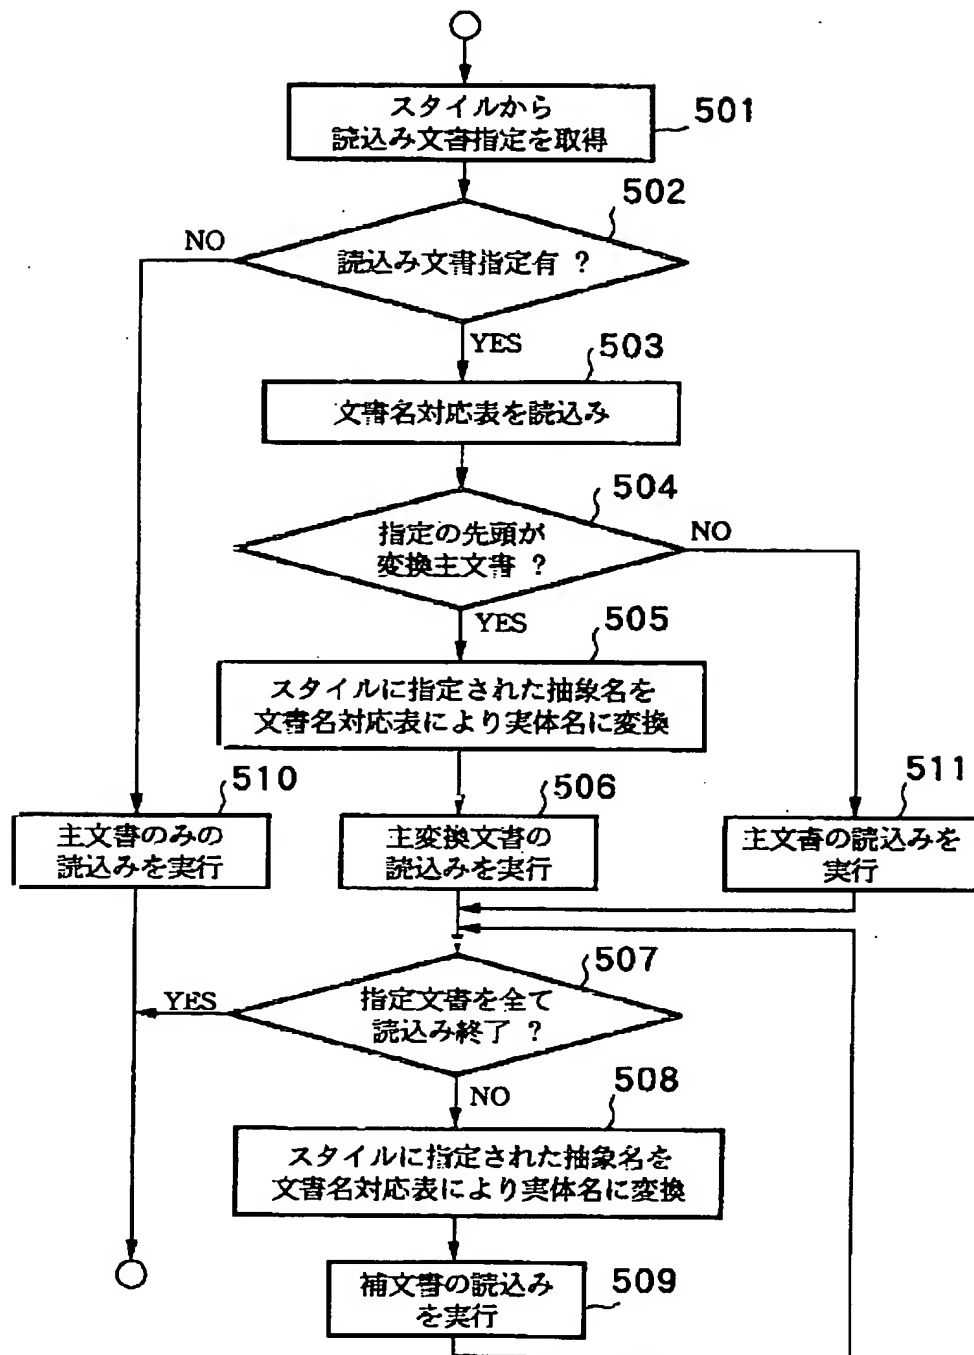 スタイルから
読込み文書指定を取得
501
502
NO
読込み文書指定有 ?
YES
503
文書名対応表を読込み
504
指定の先頭が
変換主文書 ?
NO
YES
505
スタイルに指定された抽象名を
文書名対応表により実体名に変換
510
506
511
主文書のみの
読込みを実行
主変換文書の
読込みを実行
主文書の読込みを
実行
507
YES
指定文書を全て
読込み終了 ?
NO
508
スタイルに指定された抽象名を
文書名対応表により実体名に変換
補文書の読込み
を実行
509